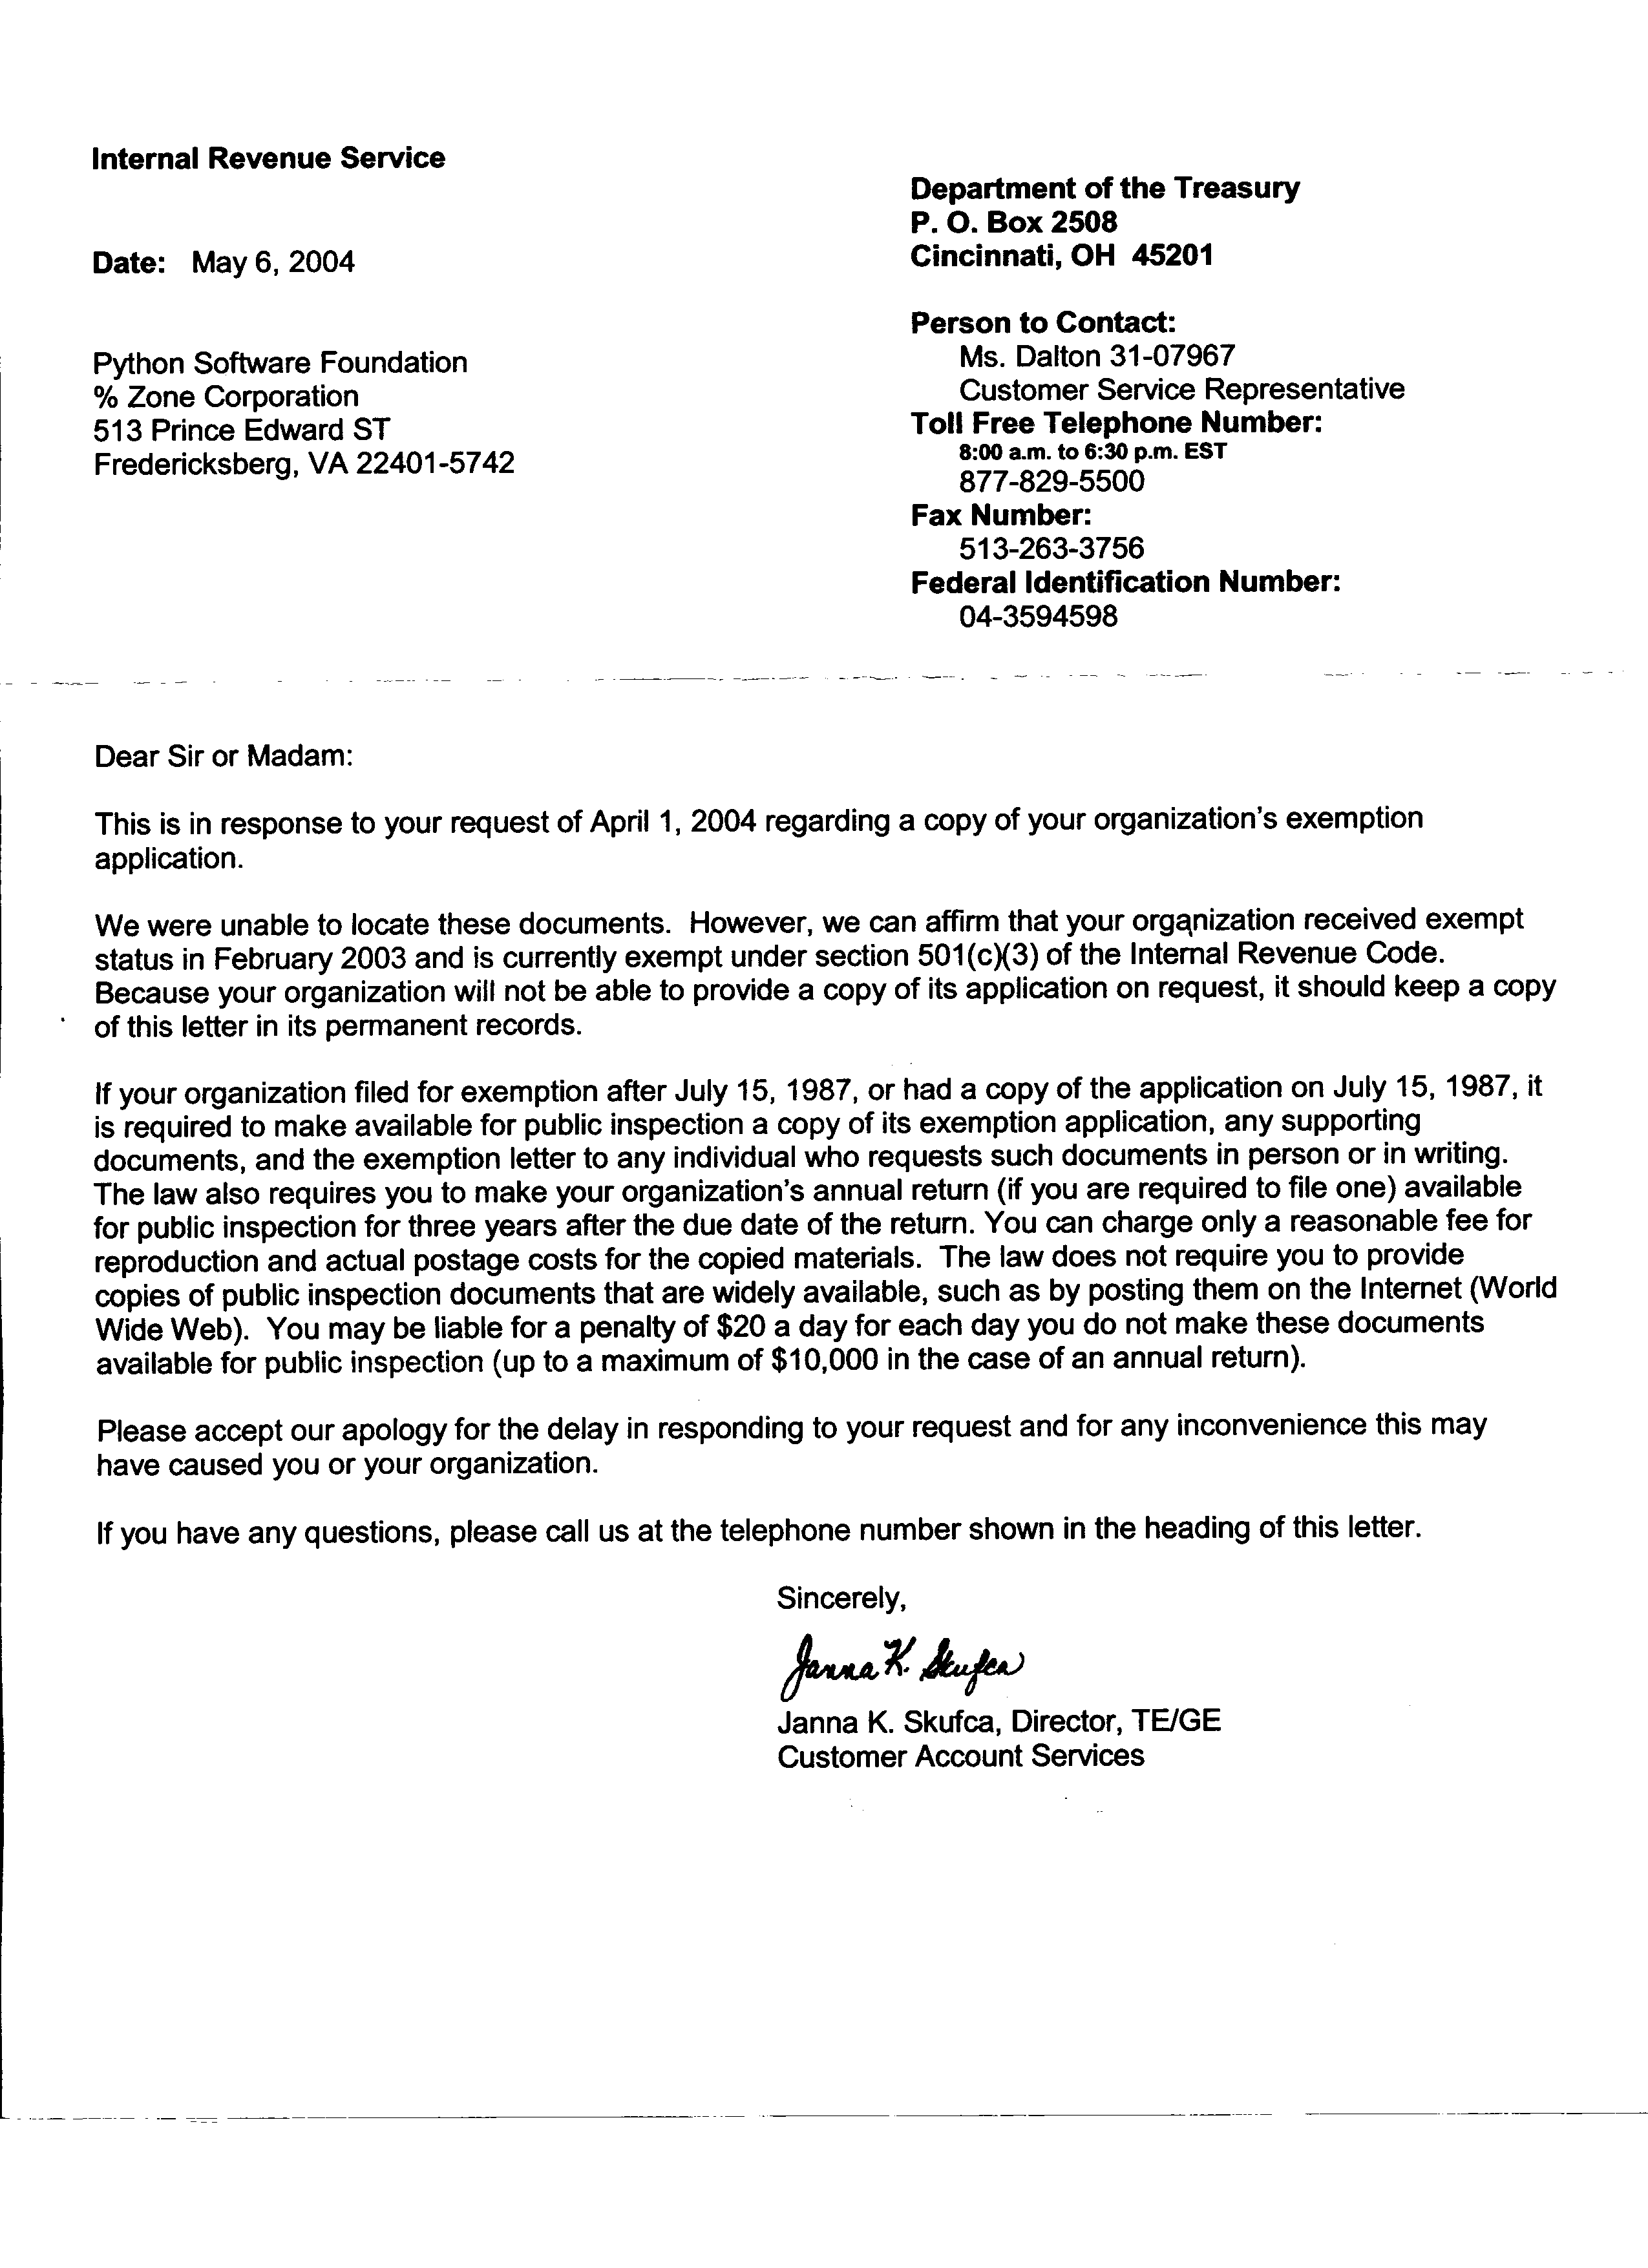 Internal Revenue Service
Date: May 6, 2004
Python Software Foundation
% Zone Corporation
513 Prince Edward ST
Fredericksberg, VA 22401-5742
Department of the Treasury
P. O. Box 2508
Cincinnati, OH 45201
Person to Contact:
Ms. Dalton 31-07967
Customer Service Representative
Toll Free Telephone Number:
8:00 a.m. to 6:30 p.m. EST
877-829-5500
Fax Number:
513-263-3756
Federal Identification Number:
04-3594598
Dear Sir or Madam:
This is in response to your request of April 1, 2004 regarding a copy of your organization's exemption
application.
We were unable to locate these documents. However, we can affirm that your organization received exempt
status in February 2003 and is currently exempt under section 501(c)(3) of the Internal Revenue Code.
Because your organization will not be able to provide a copy of its application on request, it should keep a copy
of this letter in its permanent records.
If your organization filed for exemption after July 15, 1987, or had a copy of the application on July 15, 1987, it
is required to make available for public inspection a copy of its exemption application, any supporting
documents, and the exemption letter to any individual who requests such documents in person or in writing.
The law also requires you to make your organization's annual return (if you are required to file one) available
for public inspection for three years after the due date of the return. You can charge only a reasonable fee for
reproduction and actual postage costs for the copied materials. The law does not require you to provide
copies of public inspection documents that are widely available, such as by posting them on the Internet (World
Wide Web). You may be liable for a penalty of $20 a day for each day you do not make these documents
available for public inspection (up to a maximum of $10,000 in the case of an annual return).
Please accept our apology for the delay in responding to your request and for any inconvenience this may
have caused you or your organization.
If you have any questions, please call us at the telephone number shown in the heading of this letter.
Sincerely,
Janna K. Skufca
Janna K. Skufca, Director, TE/GE
Customer Account Services